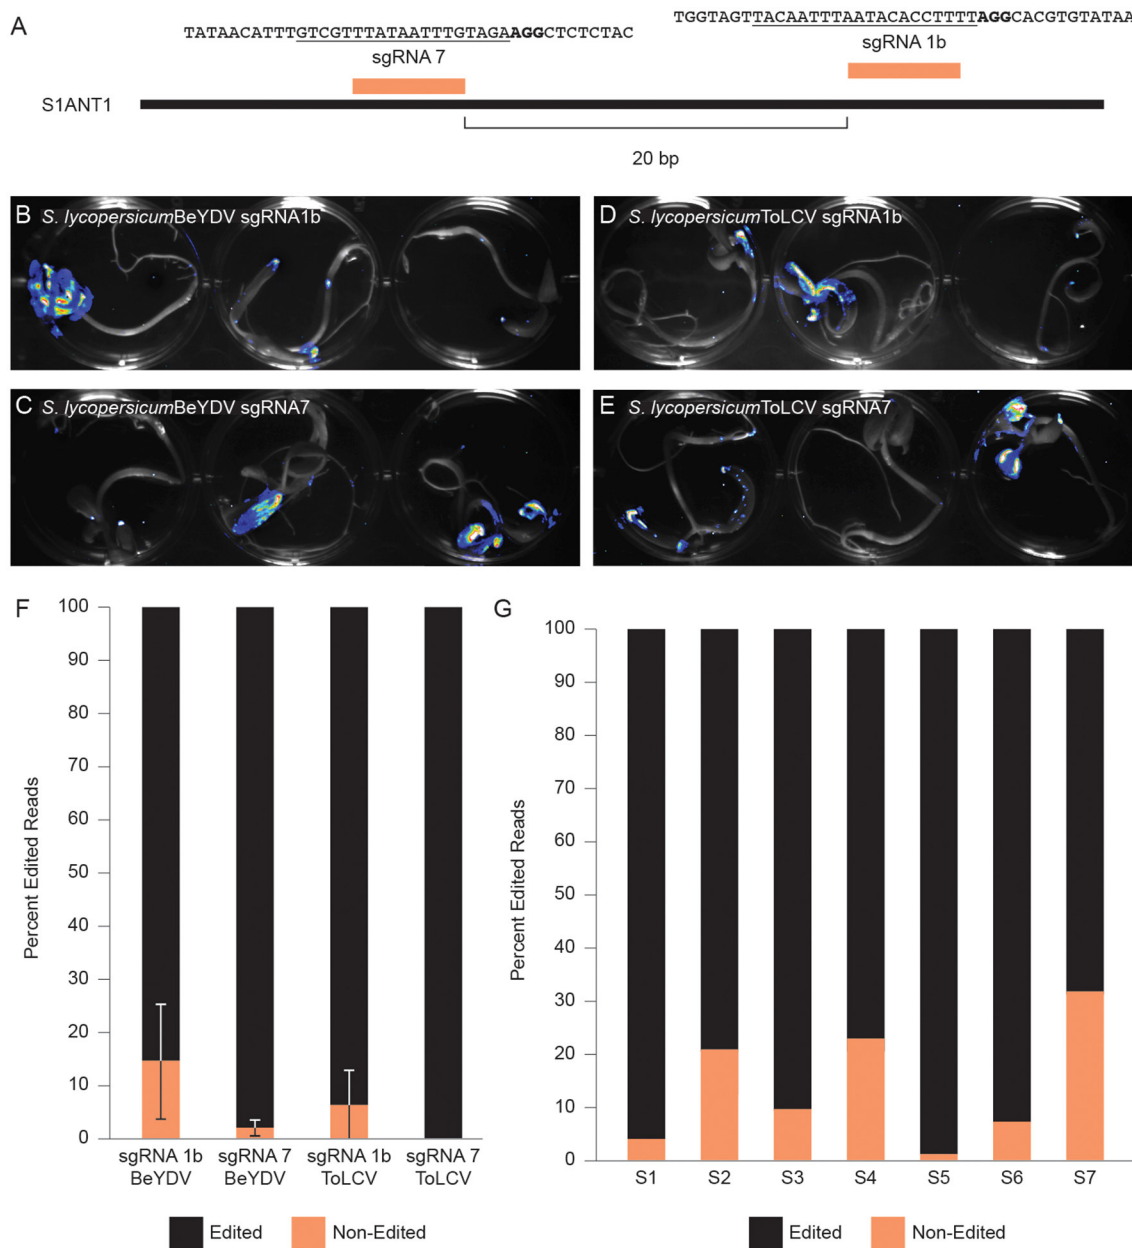 A
TATAACATTTGTCGTTTATAATTTGTAGAAGGCTCTCTAC
TGGTAGTTACAATTTAATACACCTTTTAGGCACGTGTATAA
sgRNA 7
sgRNA 1b
S1ANT1
20 bp
B S. lycopersicumBeYDV sgRNA1b
D S. lycopersicumToLCV sgRNA1b
C S. lycopersicumBeYDV sgRNA7
E S. lycopersicumToLCV sgRNA7
F
Percent Edited Reads
100
90
80
70
60
50
40
30
20
10
0
sgRNA 1b BeYDV
sgRNA 7 BeYDV
sgRNA 1b ToLCV
sgRNA 7 ToLCV
Edited
Non-Edited
G
Percent Edited Reads
100
90
80
70
60
50
40
30
20
10
0
S1 S2 S3 S4 S5 S6 S7
Edited
Non-Edited